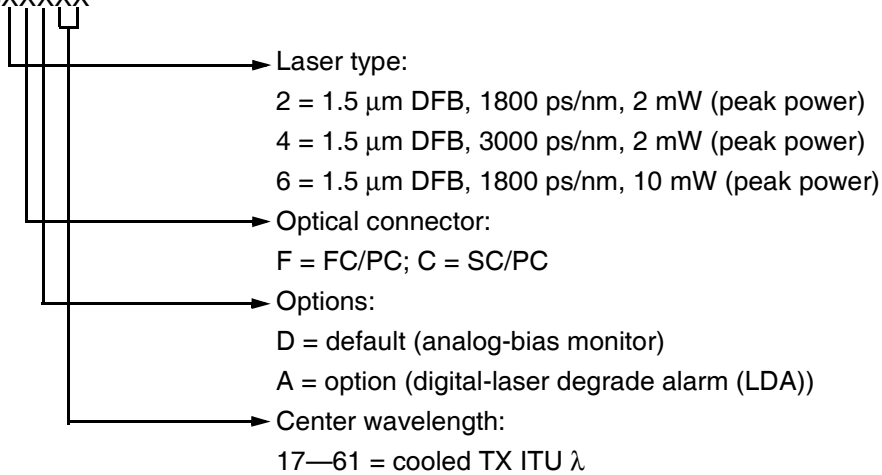 XXXXX
Laser type:
2 = 1.5 μm DFB, 1800 ps/nm, 2 mW (peak power)
4 = 1.5 μm DFB, 3000 ps/nm, 2 mW (peak power)
6 = 1.5 μm DFB, 1800 ps/nm, 10 mW (peak power)
Optical connector:
F = FC/PC; C = SC/PC
Options:
D = default (analog-bias monitor)
A = option (digital-laser degrade alarm (LDA))
Center wavelength:
17—61 = cooled TX ITU λ